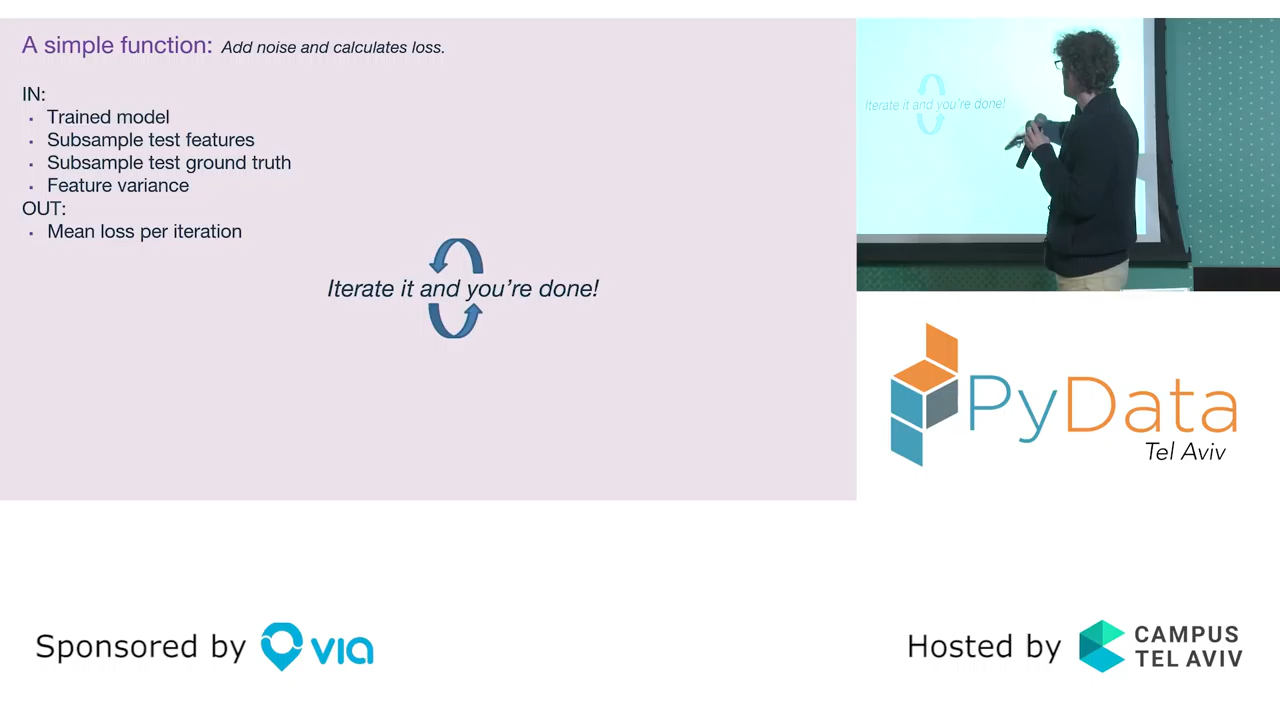 A simple function: Add noise and calculates loss.
IN:
▪ Trained model
▪ Subsample test features
▪ Subsample test ground truth
▪ Feature variance
OUT:
▪ Mean loss per iteration
Iterate it and you're done!
Iterate it and you're done!
PyData
Tel Aviv
Sponsored by via
Hosted by CAMPUS
TEL AVIV